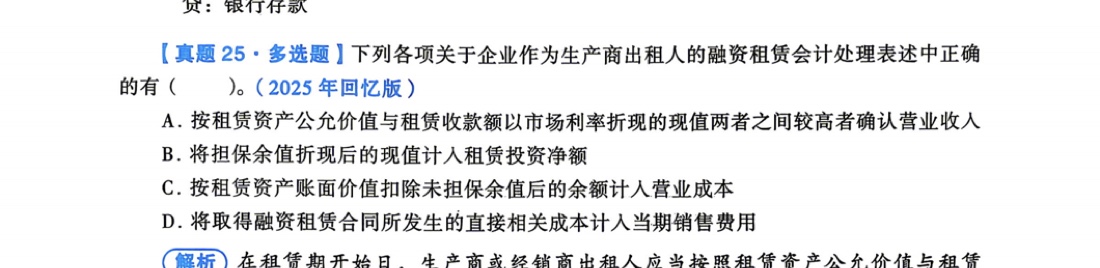 贷：银行存款
【真题25·多选题】下列各项关于企业作为生产商出租人的融资租赁会计处理表述中正确
的有（　　）。（2025年回忆版）
A．按租赁资产公允价值与租赁收款额以市场利率折现的现值两者之间较高者确认营业收入
B．将担保余值折现后的现值计入租赁投资净额
C．按租赁资产账面价值扣除未担保余值后的余额计入营业成本
D．将取得融资租赁合同所发生的直接相关成本计入当期销售费用
解析 在租赁期开始日，生产商或经销商出租人应当按照租赁资产公允价值与租赁